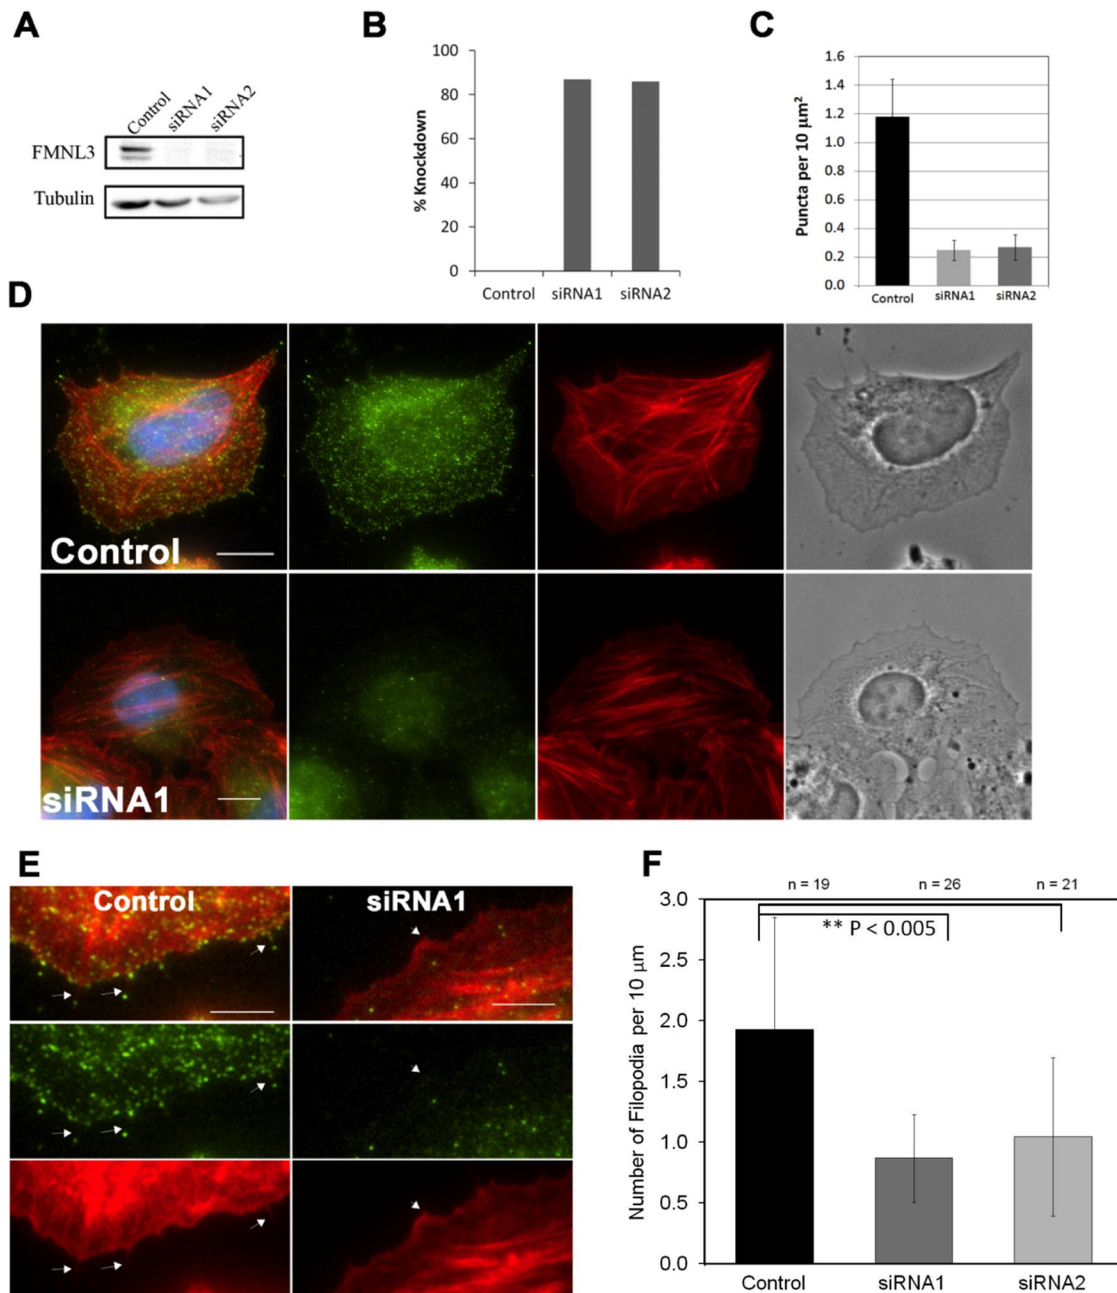 A
Control
siRNA1
siRNA2
FMNL3
Tubulin
B
100
80
60
40
20
0
% Knockdown
Control
siRNA1
siRNA2
C
1.6
1.4
1.2
1.0
0.8
0.6
0.4
0.2
0.0
Puncta per 10 µm²
Control
siRNA1
siRNA2
D
Control
siRNA1
E
Control
siRNA1
F
n = 19
n = 26
n = 21
** P < 0.005
3.0
2.5
2.0
1.5
1.0
0.5
0.0
Number of Filopodia per 10 µm
Control
siRNA1
siRNA2